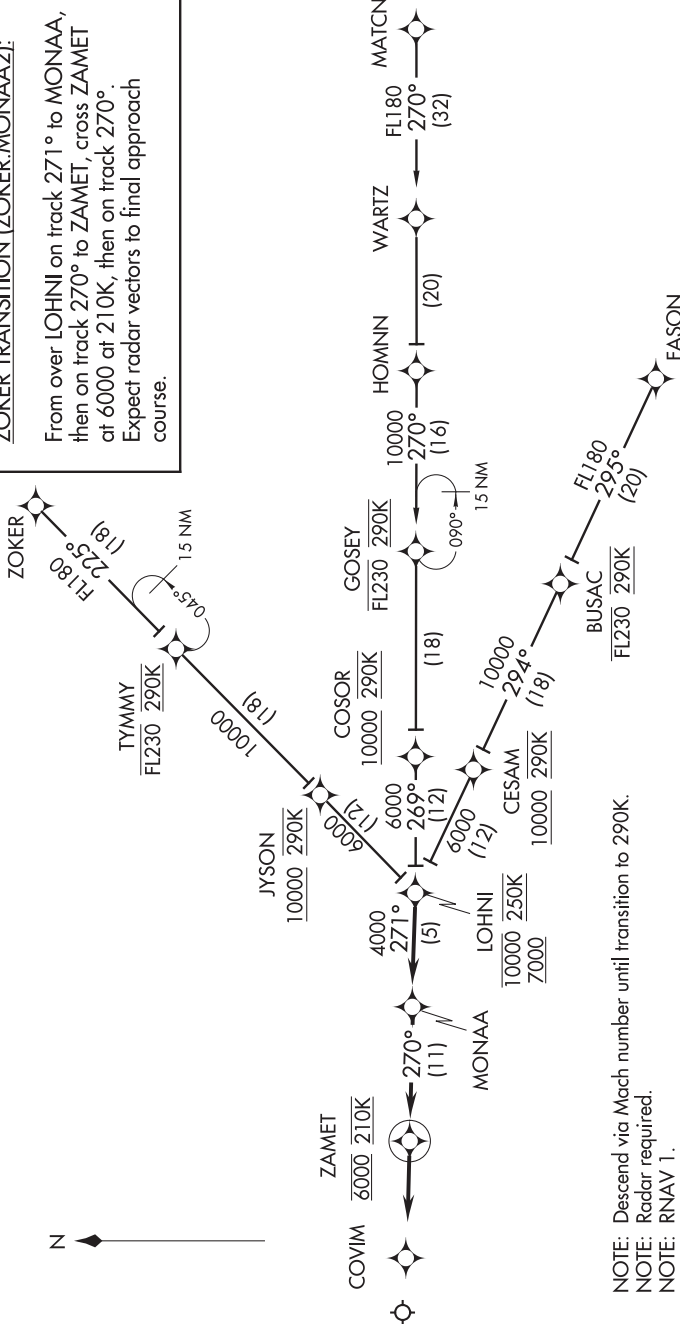 ZOKER TRANSITION (ZOKER.MONAA2):
From over LOHNI on track 271° to MONAA,
then on track 270° to ZAMET, cross ZAMET
at 6000 at 210K, then on track 270°.
Expect radar vectors to final approach
course.
ZOKER
FL180
225°
(18)
045°
15 NM
TYMMY
FL230 290K
10000
(18)
JYSON
10000 290K
6000
(12)
MATCN
FL180
270°
(32)
WARTZ
(20)
HOMNN
10000
270°
(16)
GOSEY
FL230 290K
090°
15 NM
(18)
COSOR
10000 290K
6000
269°
(12)
FASON
FL180
295°
(20)
BUSAC
FL230 290K
10000
294°
(18)
CESAM
10000 290K
6000
(12)
LOHNI
10000 250K
7000
4000
271°
(5)
MONAA
270°
(11)
ZAMET
6000 210K
COVIM
N
NOTE: Descend via Mach number until transition to 290K.
NOTE: Radar required.
NOTE: RNAV 1.